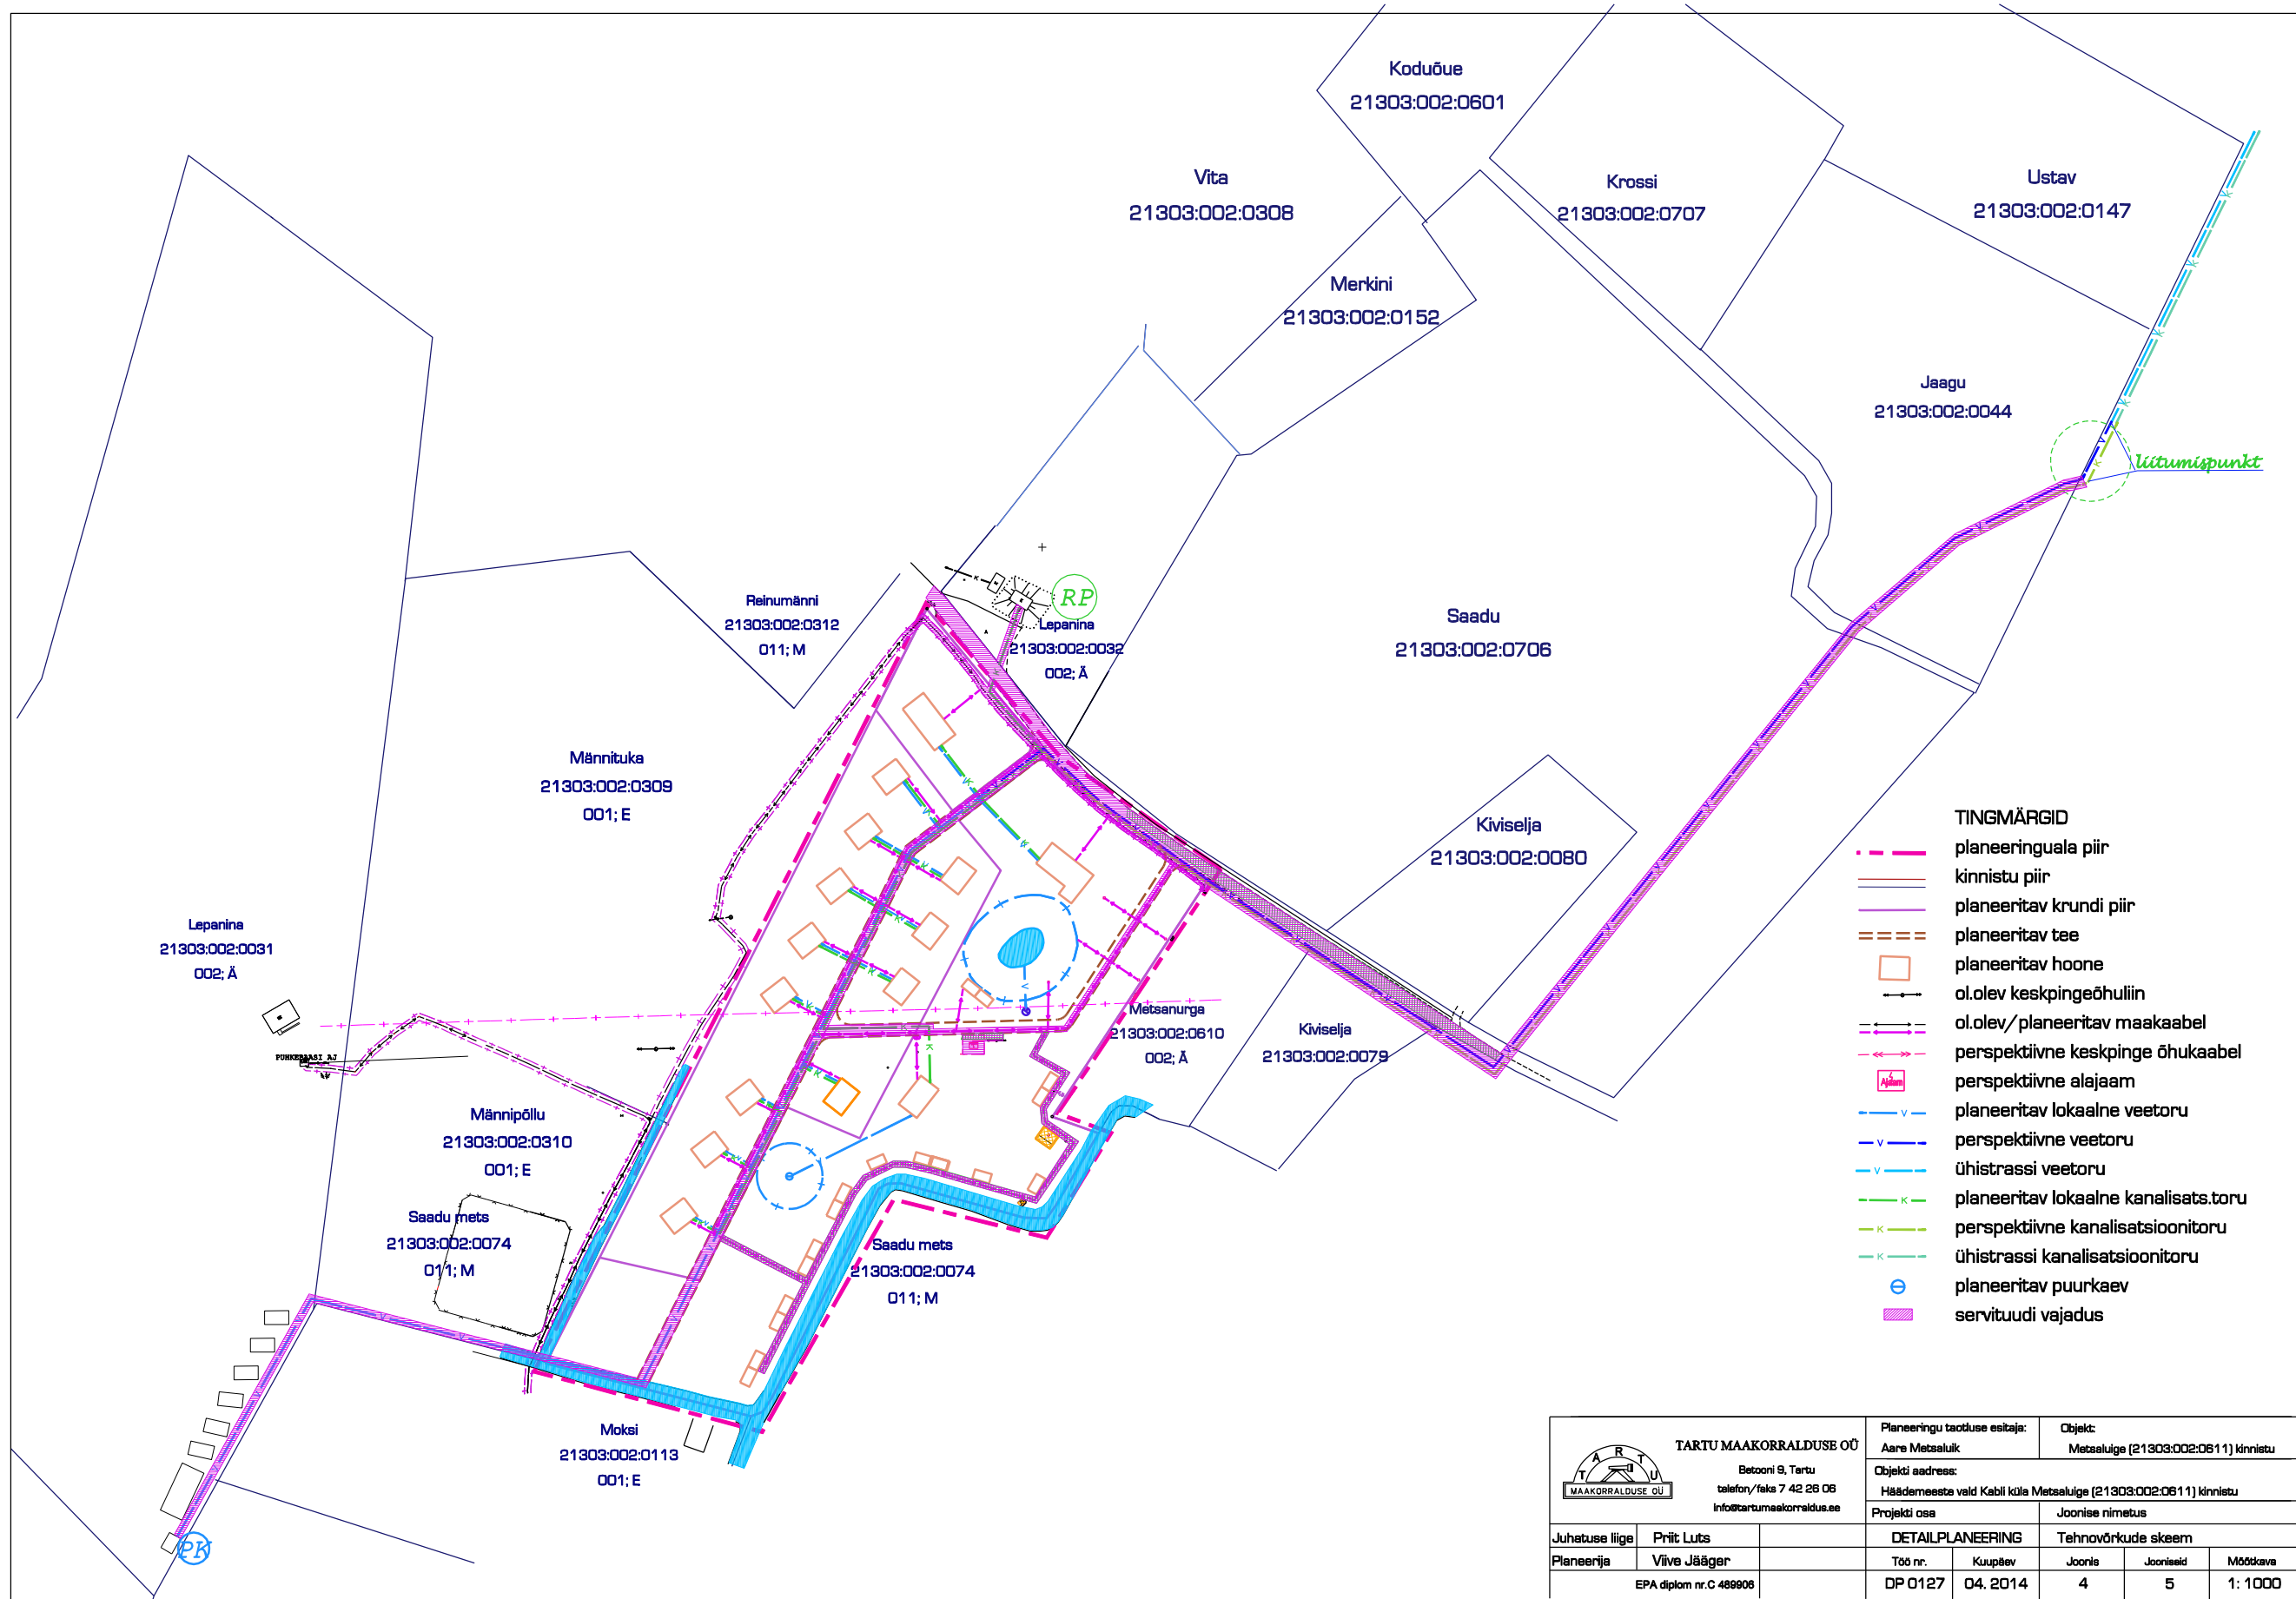 Koduõue
21303:002:0601
Vita
21303:002:0308
Krossi
21303:002:0707
Ustav
21303:002:0147
Merkini
21303:002:0152
Jaagu
21303:002:0044
liitumispunkt
Reinumänni
21303:002:0312
011; M
RP
Lepanina
21303:002:0032
002; Ä
Saadu
21303:002:0706
Männituka
21303:002:0309
001; E
Kiviselja
21303:002:0080
Lepanina
21303:002:0031
002; Ä
Metsanurga
21303:002:0610
002; Ä
Kiviselja
21303:002:0079
PUHKEBAASI AJ
Männipõllu
21303:002:0310
001; E
Saadu mets
21303:002:0074
011; M
Saadu mets
21303:002:0074
011; M
Moksi
21303:002:0113
001; E
PK
TINGMÄRGID
planeeringuala piir
kinnistu piir
planeeritav krundi piir
planeeritav tee
planeeritav hoone
ol.olev keskpingeõhuliin
ol.olev/planeeritav maakaabel
perspektiivne keskpinge õhukaabel
Ajaam
perspektiivne alajaam
V planeeritav lokaalne veetoru
V perspektiivne veetoru
V ühistrassi veetoru
K planeeritav lokaalne kanalisats.toru
K perspektiivne kanalisatsioonitoru
K ühistrassi kanalisatsioonitoru
planeeritav puurkaev
servituudi vajadus
TARTU
MAAKORRALDUSE OÜ
TARTU MAAKORRALDUSE OÜ
Betooni 9, Tartu
telefon/faks 7 42 26 06
info@tartumaakorraldus.ee
Planeeringu taotluse esitaja:
Aare Metsaluik
Objekt:
Metsaluige (21303:002:0611) kinnistu
Objekti aadress:
Häädemeeste vald Kabli küla Metsaluige (21303:002:0611) kinnistu
Projekti osa
Joonise nimetus
Juhatuse liige Priit Luts
DETAILPLANEERING Tehnovõrkude skeem
Planeerija Viive Jääger
Töö nr. Kuupäev Joonis Jooniseid Mõõtkava
EPA diplom nr.C 489906
DP 0127 04. 2014 4 5 1: 1000